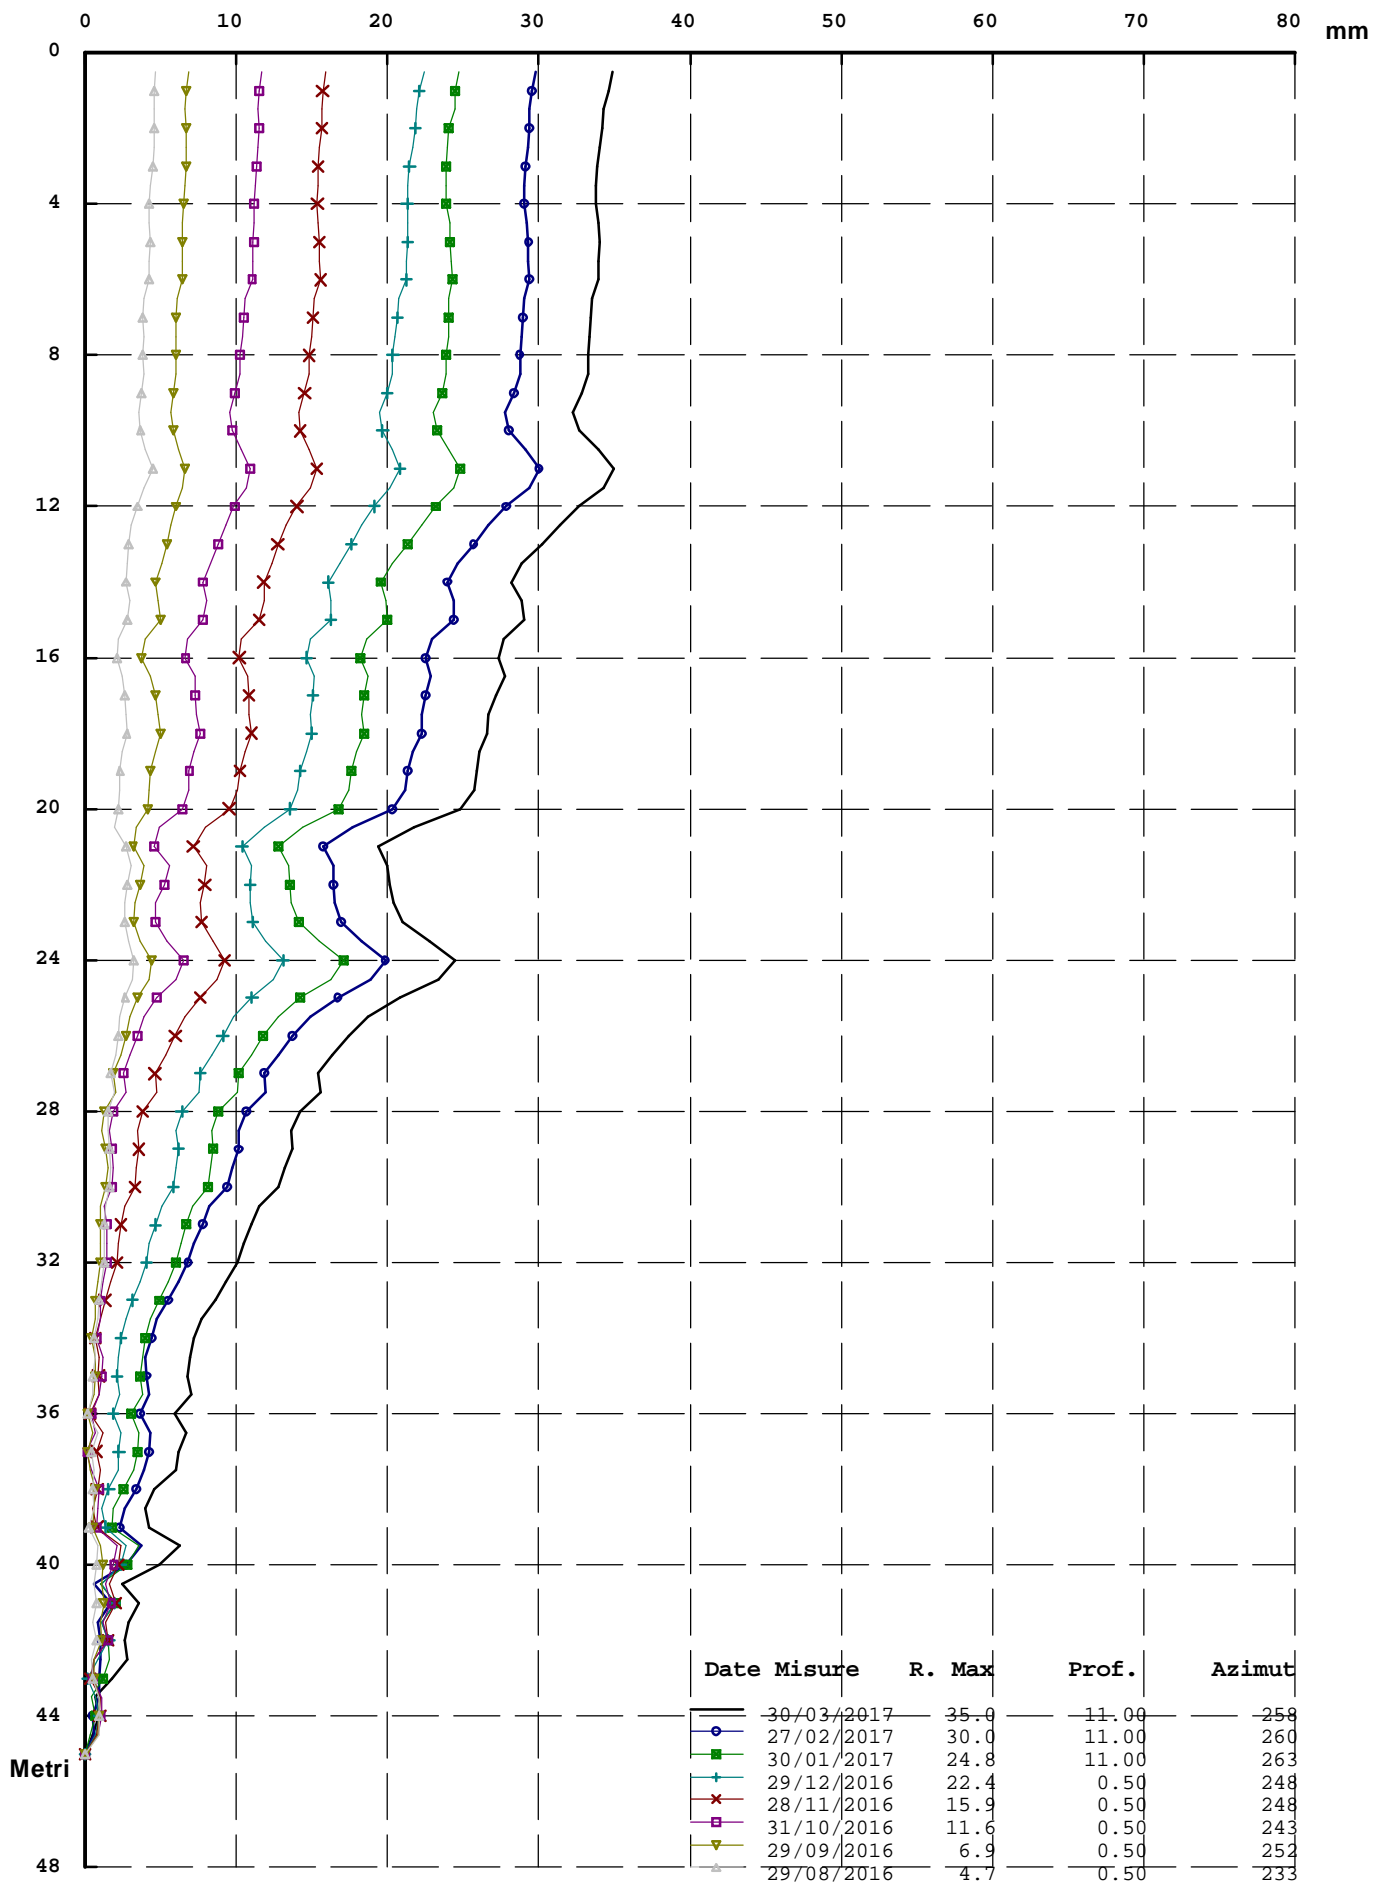 0 10 20 30 40 50 60 70 80
mm
0
4
8
12
16
20
24
28
32
36
40
44
Metri
48
Date Misure R. Max Prof. Azimut
30/03/2017 35.0 11.00 258
27/02/2017 30.0 11.00 260
30/01/2017 24.8 11.00 263
29/12/2016 22.4 0.50 248
28/11/2016 15.9 0.50 248
31/10/2016 11.6 0.50 243
29/09/2016 6.9 0.50 252
29/08/2016 4.7 0.50 233